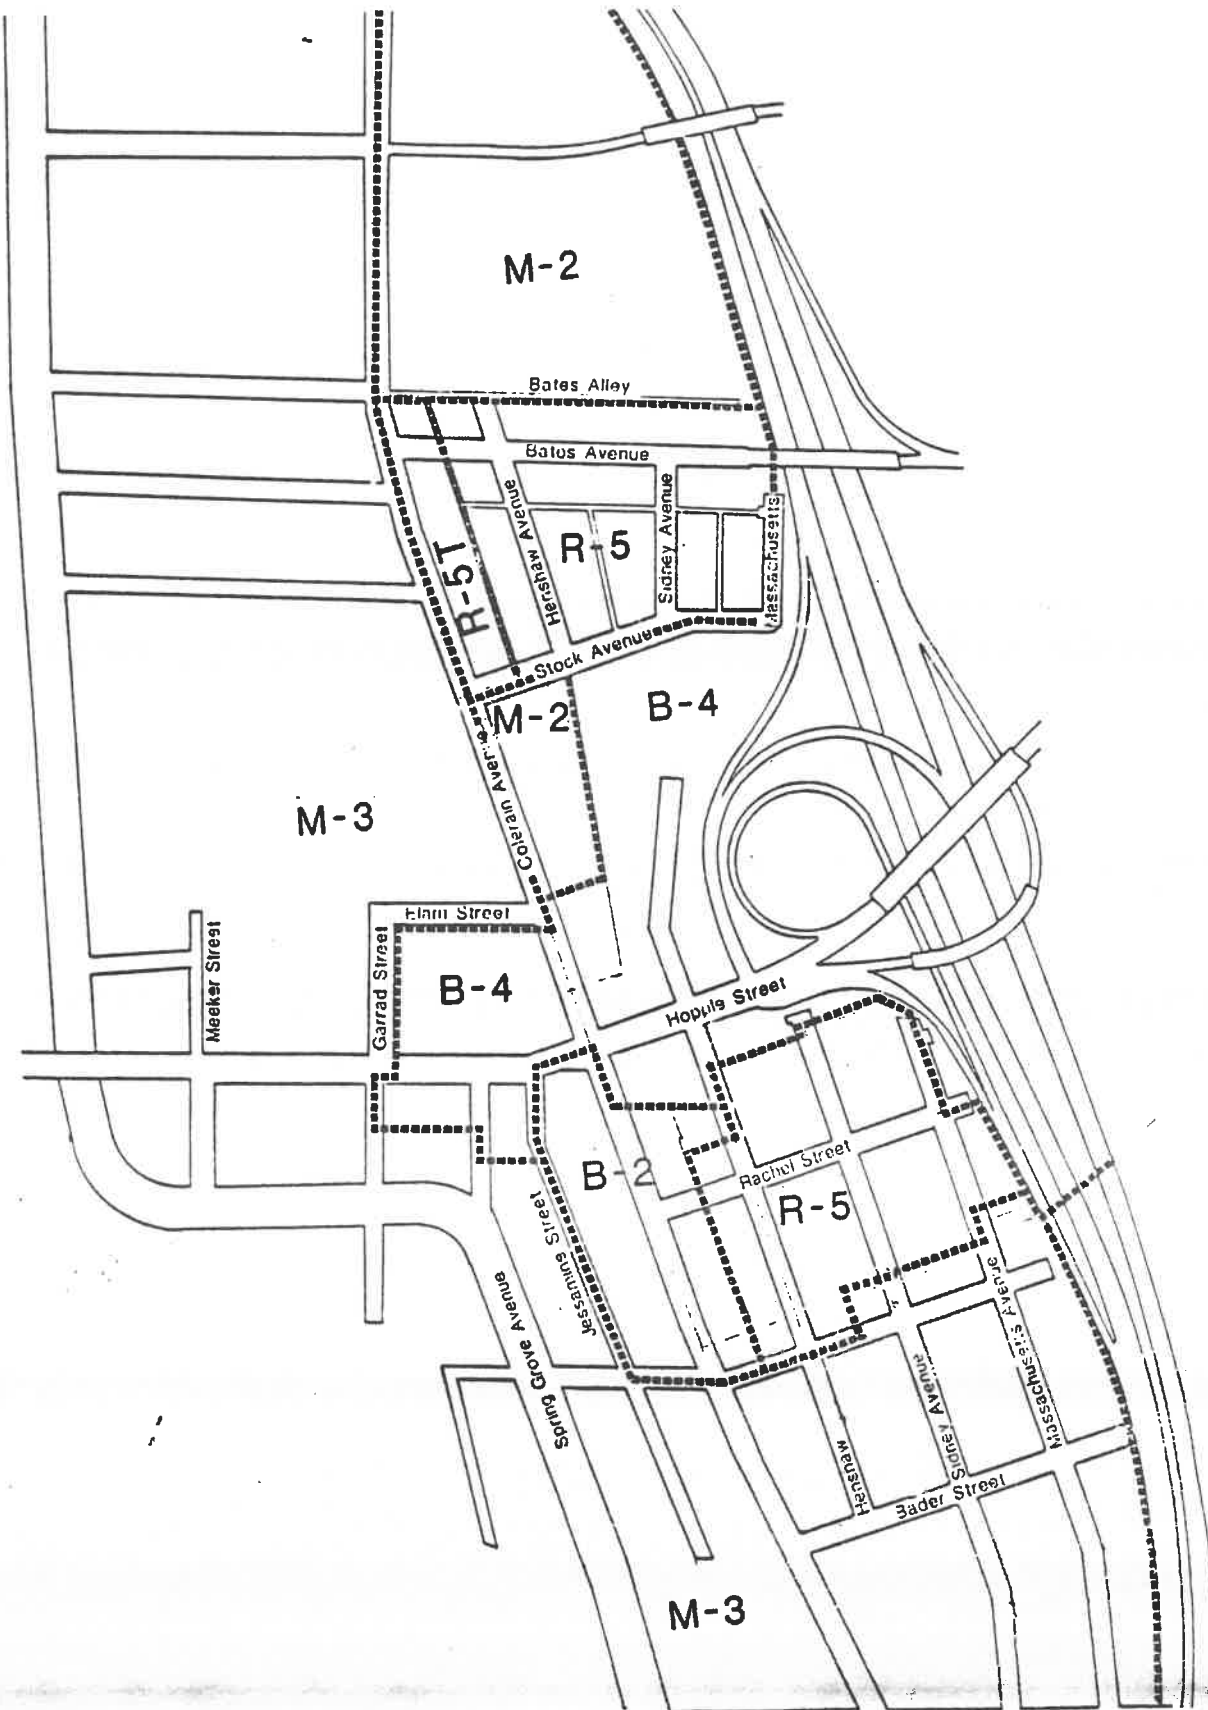 M-2
Bates Alley
Bates Avenue
Henshaw Avenue
Sidney Avenue
Massachusetts
R-5
R-5T
Stock Avenue
M-2
B-4
Colerain Avenue
M-3
Elam Street
Meeker Street
Garrad Street
B-4
Hopple Street
B-2
Rachel Street
R-5
Jessamine Street
Spring Grove Avenue
Massachusetts Avenue
Sidney Avenue
Henshaw
Bader Street
M-3